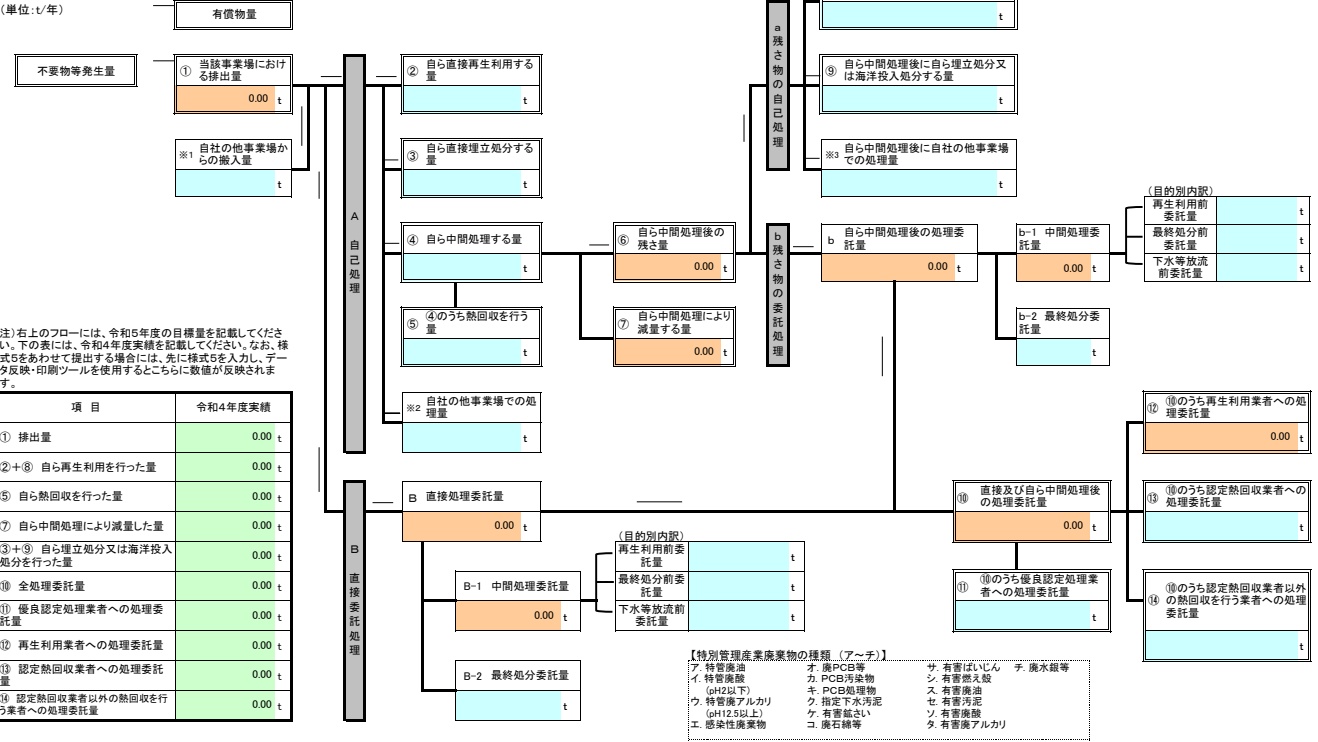 （単位：t/年）
有償物量
不要物等発生量
① 当該事業場におけ
る排出量
0.00 t
※1 自社の他事業場か
らの搬入量
t
A 自己処理
② 自ら直接再生利用する
量
t
③ 自ら直接埋立処分する
量
t
④ 自ら中間処理する量
t
⑤ ④のうち熱回収を行う
量
t
※2 自社の他事業場での処
理量
t
⑥ 自ら中間処理後の
残さ量
0.00 t
⑦ 自ら中間処理により
減量する量
0.00 t
a 残さ物の自己処理
t
⑨ 自ら中間処理後に自ら埋立処分又
は海洋投入処分する量
t
※3 自ら中間処理後に自社の他事業場
での処理量
t
b 残さ物の委託処理
b 自ら中間処理後の処理委
託量
0.00 t
b-1 中間処理委
託量
0.00 t
b-2 最終処分委
託量
t
（目的別内訳）
再生利用前
委託量
t
最終処分前
委託量
t
下水等放流
前委託量
t
注）右上のフローには、令和5年度の目標量を記載してくださ
い。下の表には、令和4年度実績を記載してください。なお、様
式5をあわせて提出する場合には、先に様式5を入力し、デー
タ反映・印刷ツールを使用するとこちらに数値が反映されま
す。
項 目 令和4年度実績
① 排出量 0.00 t
②＋⑧ 自ら再生利用を行った量 0.00 t
⑤ 自ら熱回収を行った量 0.00 t
⑦ 自ら中間処理により減量した量 0.00 t
③＋⑨ 自ら埋立処分又は海洋投入
処分を行った量 0.00 t
⑩ 全処理委託量 0.00 t
⑪ 優良認定処理業者への処理委
託量 0.00 t
⑫ 再生利用業者への処理委託量 0.00 t
⑬ 認定熱回収業者への処理委託
量 0.00 t
⑭ 認定熱回収業者以外の熱回収を行
う業者への処理委託量 0.00 t
B 直接委託処理
B 直接処理委託量
0.00 t
B-1 中間処理委託量
0.00 t
B-2 最終処分委託量
t
（目的別内訳）
再生利用前委
託量
t
最終処分前委
託量
t
下水等放流前
委託量
t
⑩ 直接及び自ら中間処理後
の処理委託量
0.00 t
⑪ ⑩のうち優良認定処理業
者への処理委託量
t
⑫ ⑩のうち再生利用業者への処
理委託量
0.00 t
⑬ ⑩のうち認定熱回収業者への
処理委託量
t
⑭ ⑩のうち認定熱回収業者以外
の熱回収を行う業者への処理
委託量
t
【特別管理産業廃棄物の種類（ア～チ）】
ア．特管廃油
イ．特管廃酸
（pH2以下）
ウ．特管廃アルカリ
（pH12.5以上）
エ．感染性廃棄物
オ．廃PCB等
カ．PCB汚染物
キ．PCB処理物
ク．指定下水汚泥
ケ．有害鉱さい
コ．廃石綿等
サ．有害ばいじん
シ．有害燃え殻
ス．有害廃油
セ．有害汚泥
ソ．有害廃酸
タ．有害廃アルカリ
チ．廃水銀等